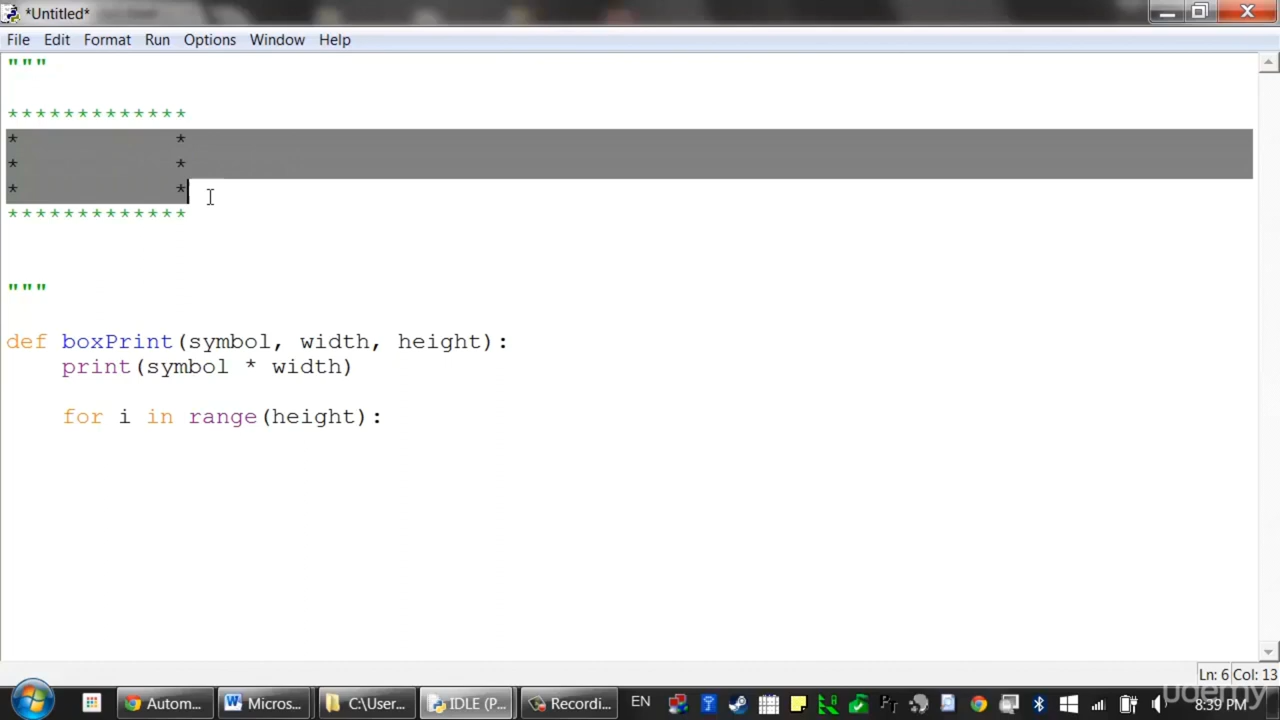 *Untitled*
File Edit Format Run Options Window Help
"""
*************
*           *
*           *
*           *
*************
"""
def boxPrint(symbol, width, height):
    print(symbol * width)
    for i in range(height):
Ln: 6 Col: 13
Autom... Micros... C:\User... IDLE (P... Recordi... EN 8:39 PM
udemy